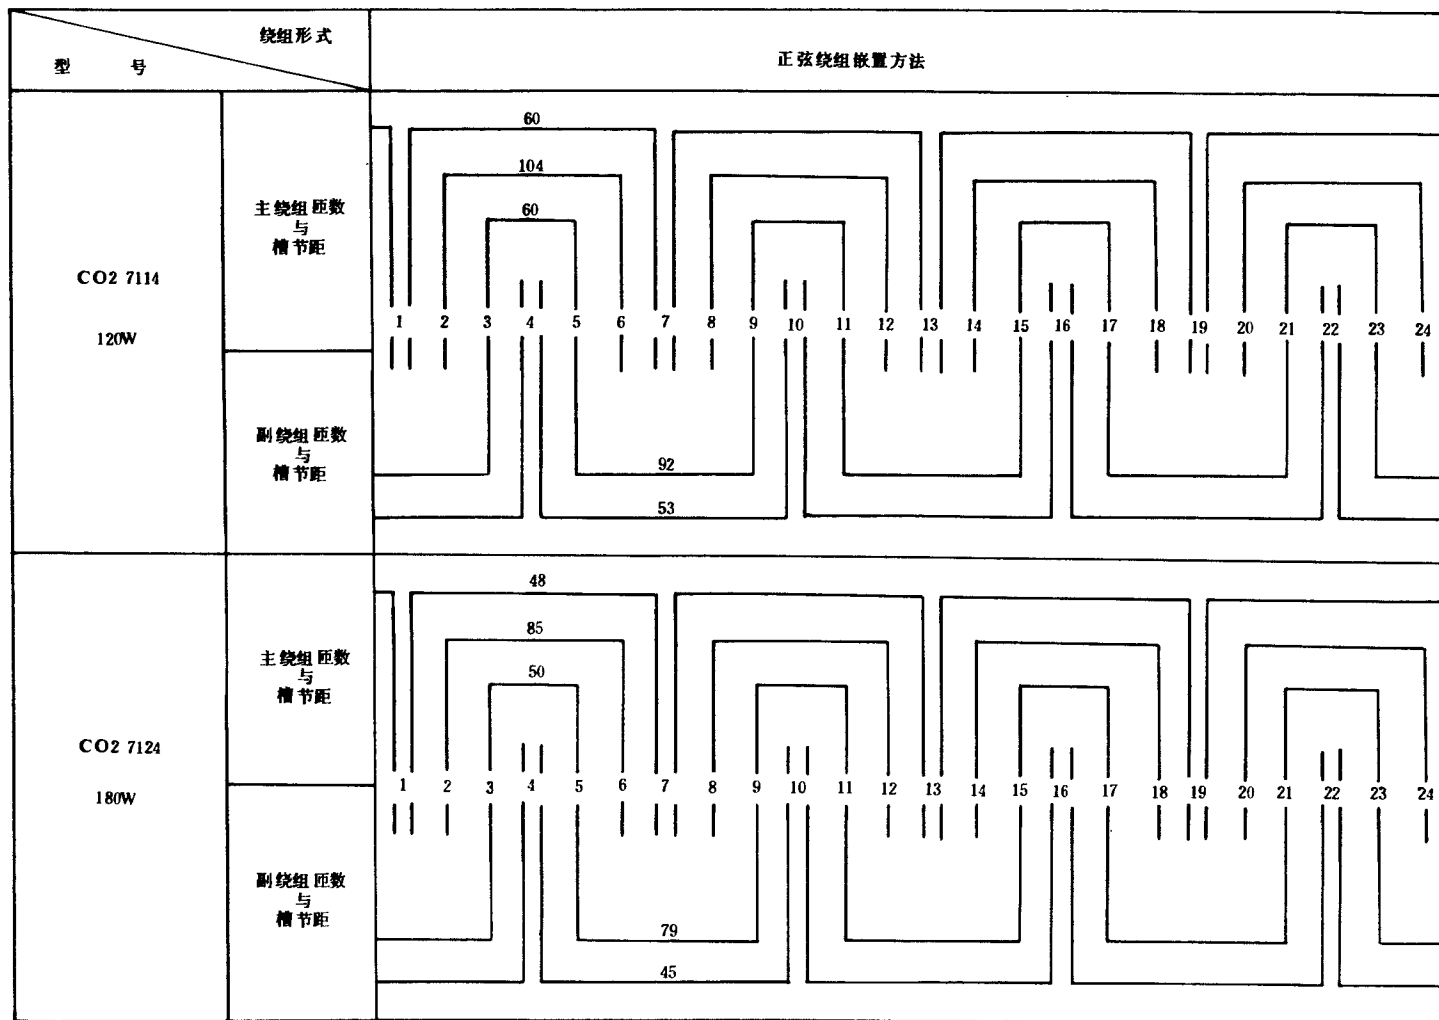 绕组形式
型 号
正弦绕组嵌置方法
CO2 7114
120W
主绕组匝数
与
槽节距
60
104
60
1 2 3 4 5 6 7 8 9 10 11 12 13 14 15 16 17 18 19 20 21 22 23 24
副绕组匝数
与
槽节距
92
53
CO2 7124
180W
主绕组匝数
与
槽节距
48
85
50
1 2 3 4 5 6 7 8 9 10 11 12 13 14 15 16 17 18 19 20 21 22 23 24
副绕组匝数
与
槽节距
79
45